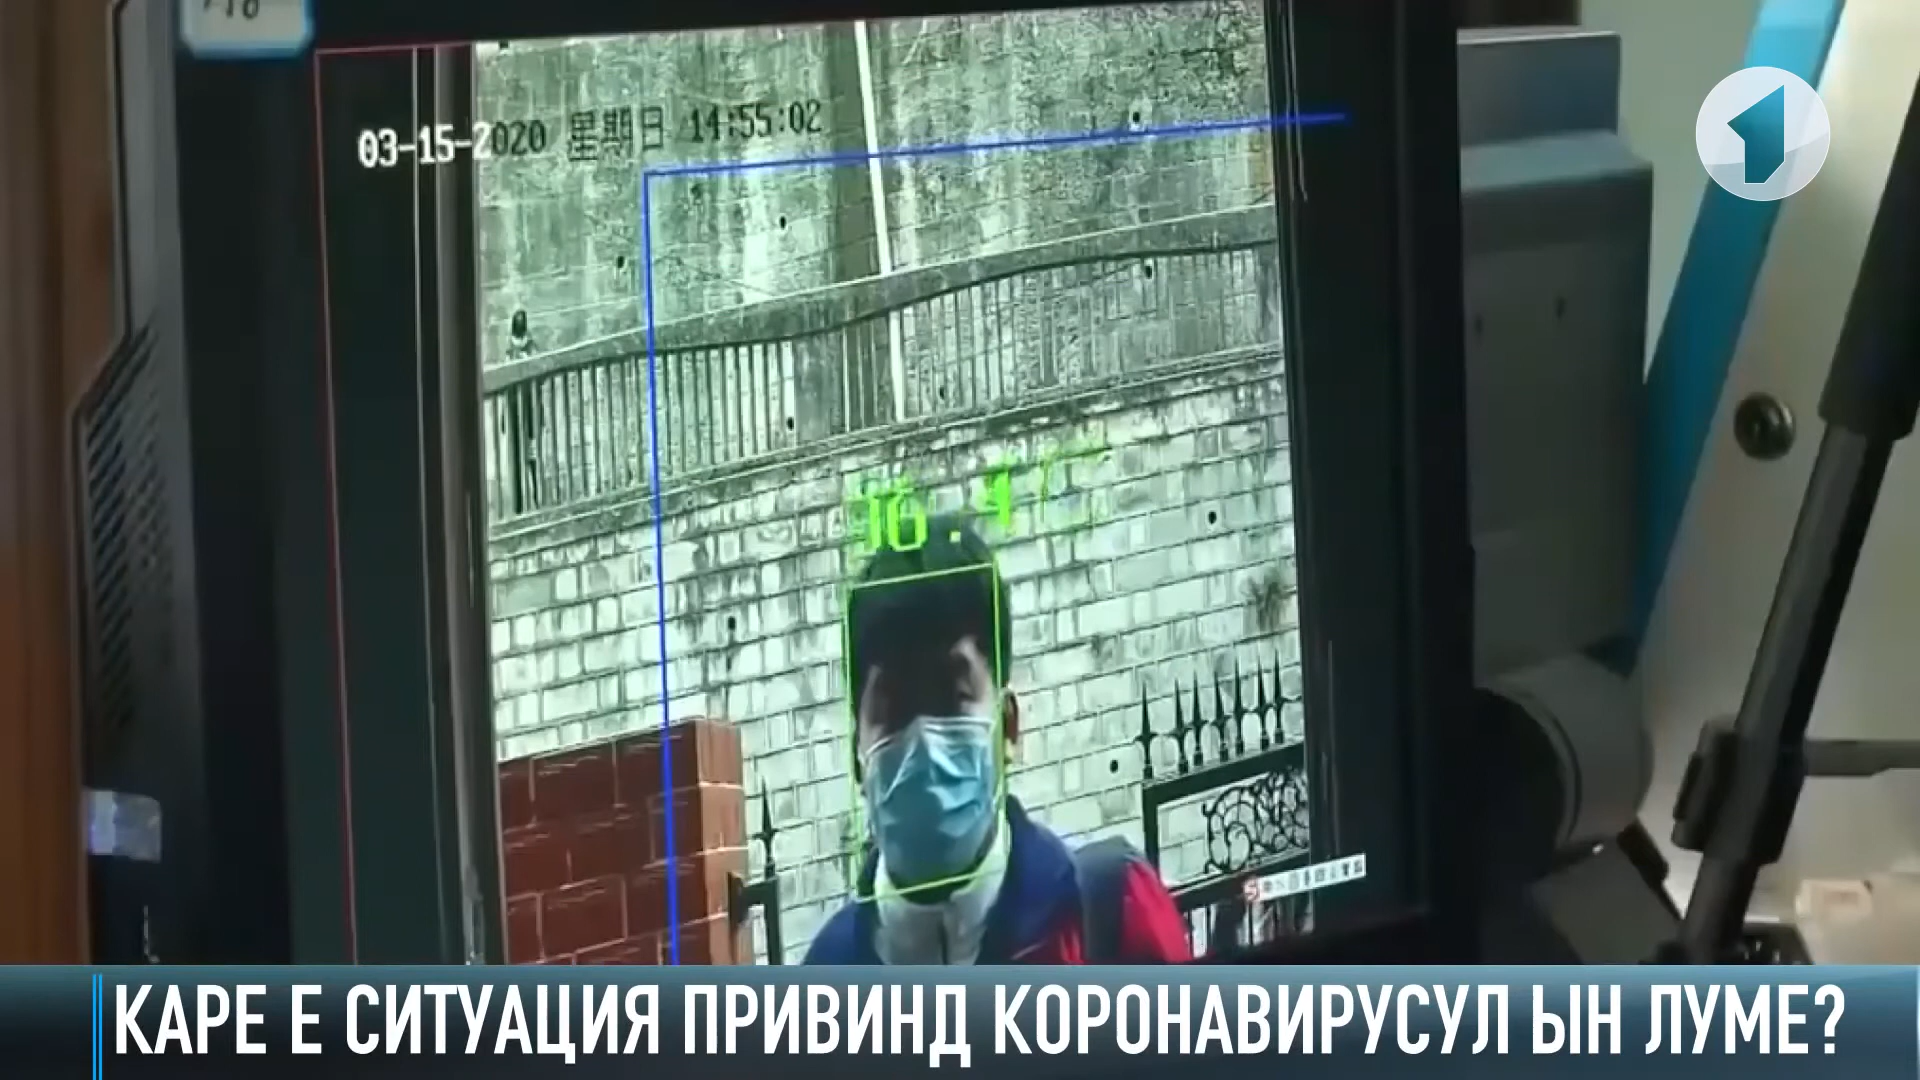 03-15-2020 星期日 14:55:02
КАРЕ Е СИТУАЦИЯ ПРИВИНД КОРОНАВИРУСУЛ ЫН ЛУМЕ?